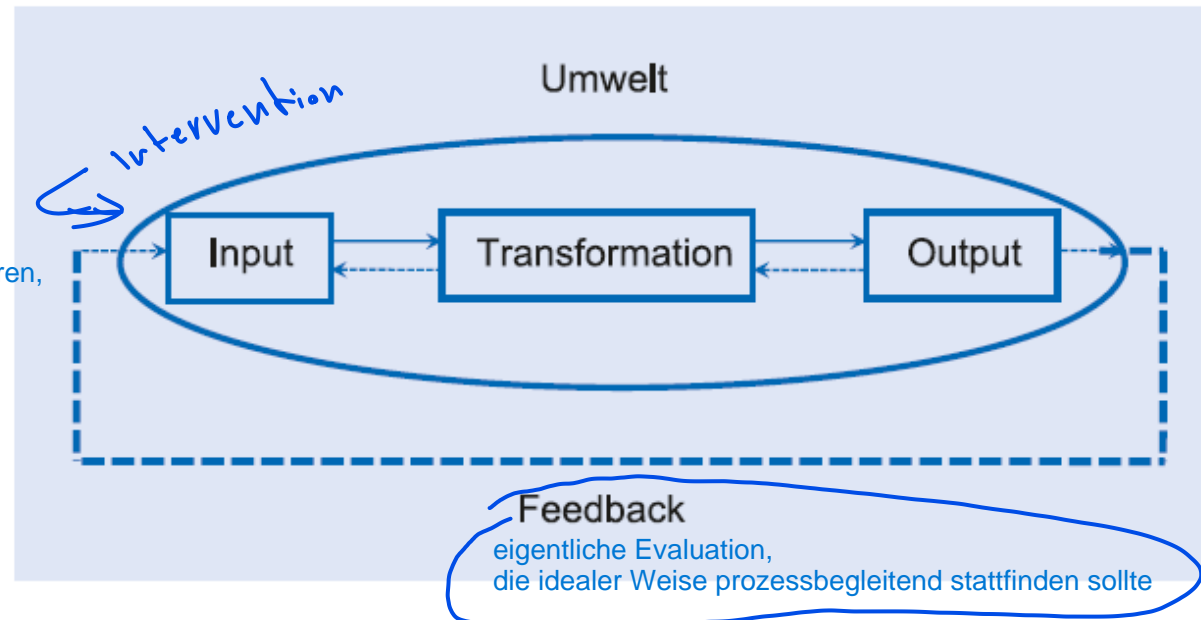 Umwelt
Intervention
Input
Transformation
Output
ren,
Feedback
eigentliche Evaluation,
die idealer Weise prozessbegleitend stattfinden sollte